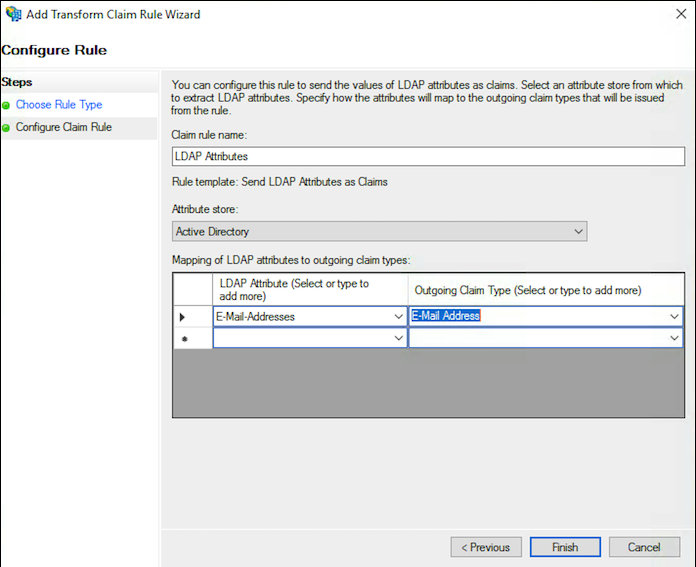 Add Transform Claim Rule Wizard
Configure Rule
Steps
Choose Rule Type
Configure Claim Rule
You can configure this rule to send the values of LDAP attributes as claims. Select an attribute store from which
to extract LDAP attributes. Specify how the attributes will map to the outgoing claim types that will be issued
from the rule.
Claim rule name:
LDAP Attributes
Rule template: Send LDAP Attributes as Claims
Attribute store:
Active Directory
Mapping of LDAP attributes to outgoing claim types:
LDAP Attribute (Select or type to
add more)
Outgoing Claim Type (Select or type to add more)
E-Mail-Addresses
E-Mail Address
< Previous
Finish
Cancel